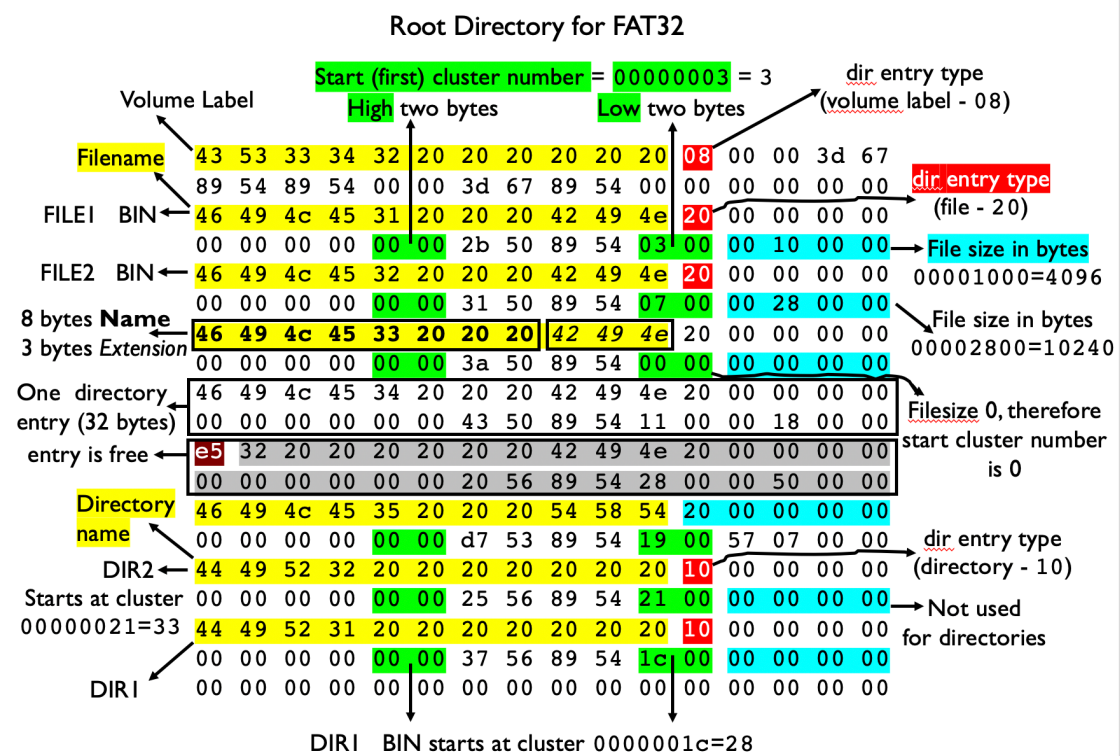 Root Directory for FAT32
Start (first) cluster number = 00000003 = 3
High two bytes
Low two bytes
dir entry type
(volume label - 08)
Volume Label
Filename
43 53 33 34 32 20 20 20 20 20 20 08 00 00 3d 67
89 54 89 54 00 00 3d 67 89 54 00 00 00 00 00 00
dir entry type
(file - 20)
FILE1 BIN
46 49 4c 45 31 20 20 20 42 49 4e 20 00 00 00 00
00 00 00 00 00 00 2b 50 89 54 03 00 00 10 00 00
File size in bytes
00001000=4096
FILE2 BIN
46 49 4c 45 32 20 20 20 42 49 4e 20 00 00 00 00
00 00 00 00 00 00 31 50 89 54 07 00 00 28 00 00
File size in bytes
00002800=10240
8 bytes Name
3 bytes Extension
46 49 4c 45 33 20 20 20 42 49 4e 20 00 00 00 00
00 00 00 00 00 00 3a 50 89 54 00 00 00 00 00 00
Filesize 0, therefore
start cluster number
is 0
One directory
entry (32 bytes)
46 49 4c 45 34 20 20 20 42 49 4e 20 00 00 00 00
00 00 00 00 00 00 43 50 89 54 11 00 00 18 00 00
entry is free
e5 32 20 20 20 20 20 20 42 49 4e 20 00 00 00 00
00 00 00 00 00 00 20 56 89 54 28 00 00 50 00 00
Directory
name
46 49 4c 45 35 20 20 20 54 58 54 20 00 00 00 00
00 00 00 00 00 00 d7 53 89 54 19 00 57 07 00 00
dir entry type
(directory - 10)
DIR2
44 49 52 32 20 20 20 20 20 20 20 10 00 00 00 00
Starts at cluster
00000021=33
00 00 00 00 00 00 25 56 89 54 21 00 00 00 00 00
Not used
for directories
44 49 52 31 20 20 20 20 20 20 20 10 00 00 00 00
00 00 00 00 00 00 37 56 89 54 1c 00 00 00 00 00
DIR1
00 00 00 00 00 00 00 00 00 00 00 00 00 00 00 00
DIR1 BIN starts at cluster 0000001c=28